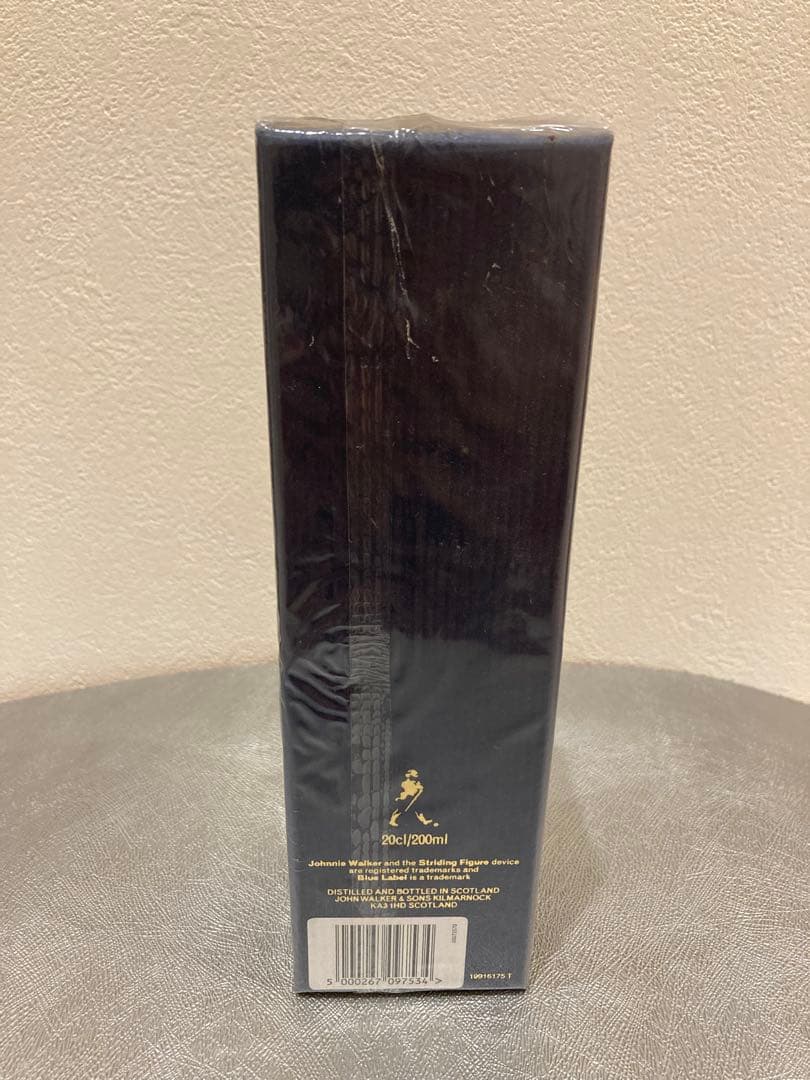 20cl/200ml
Johnnie Walker and the Striding Figure device
are registered trademarks and
Blue Label is a trademark
DISTILLED AND BOTTLED IN SCOTLAND
JOHN WALKER & SONS KILMARNOCK
KA3 1HD SCOTLAND
5 000267 097534 >
19916175 T